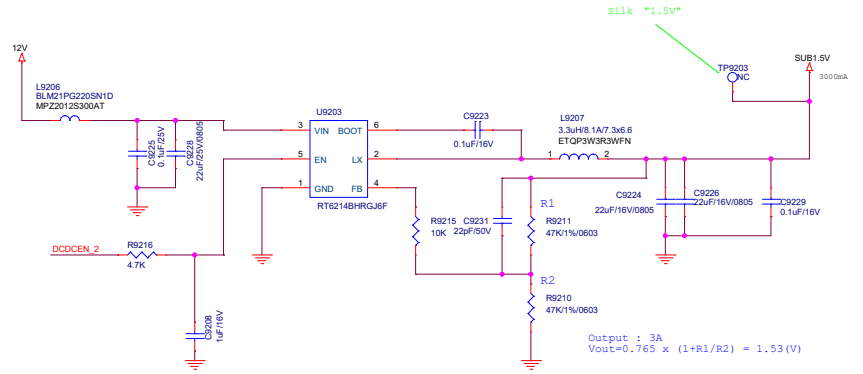 Silk "1.5V"
12V
SUB1.5V
TP9203
NC
3000mA
L9206
BLM21PG220SN1D
MPZ2012S300AT
U9203
C9223
0.1uF/16V
L9207
3.3uH/8.1A/7.3x6.6
ETQP3W3R3WFN
3 VIN BOOT 6
5 EN LX 2
1 GND FB 4
RT6214BHRGJ6F
1 2
C9225
0.1uF/25V
C9228
22uF/25V/0805
R9215
10K
C9231
22pF/50V
R1
R9211
47K/1%/0603
C9224
22uF/16V/0805
C9226
22uF/16V/0805
C9229
0.1uF/16V
DCDCEN_2
R9216
4.7K
R2
R9210
47K/1%/0603
C9208
1uF/16V
Output : 3A
Vout=0.765 x (1+R1/R2) = 1.53(V)